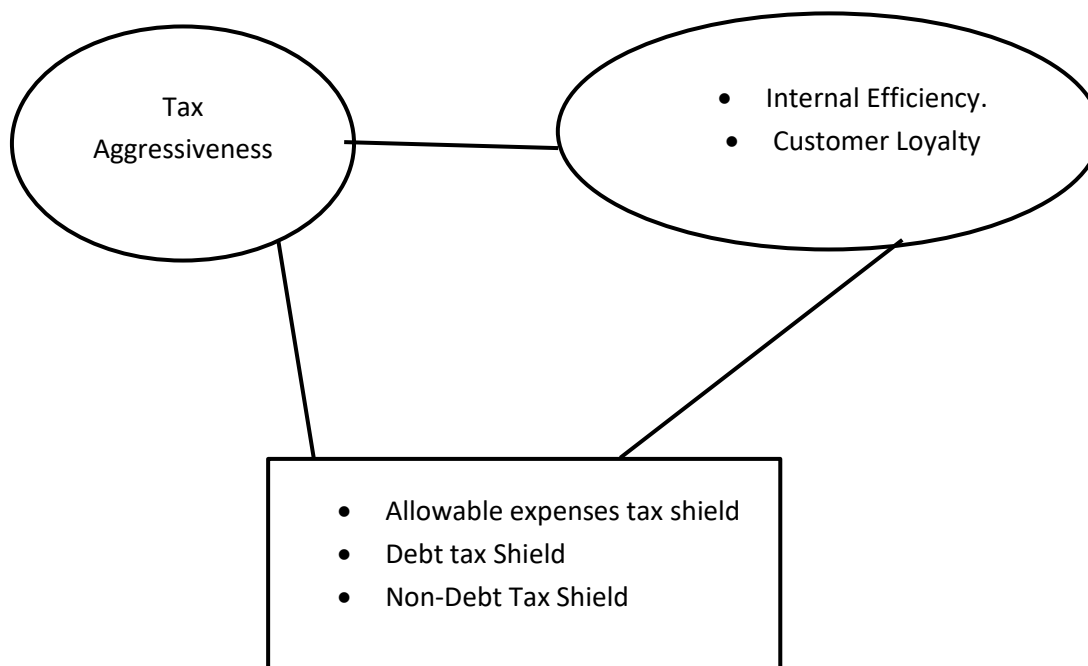 Tax
Aggressiveness
• Internal Efficiency.
• Customer Loyalty
• Allowable expenses tax shield
• Debt tax Shield
• Non-Debt Tax Shield